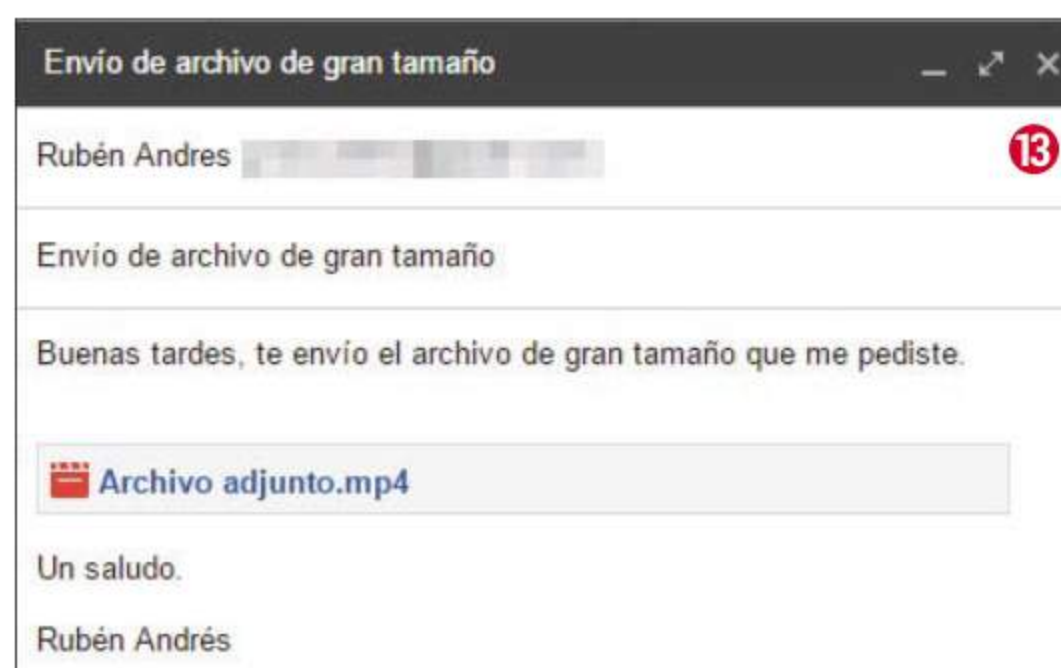 Envío de archivo de gran tamaño
Rubén Andres
13
Envío de archivo de gran tamaño
Buenas tardes, te envío el archivo de gran tamaño que me pediste.
Archivo adjunto.mp4
Un saludo.
Rubén Andrés